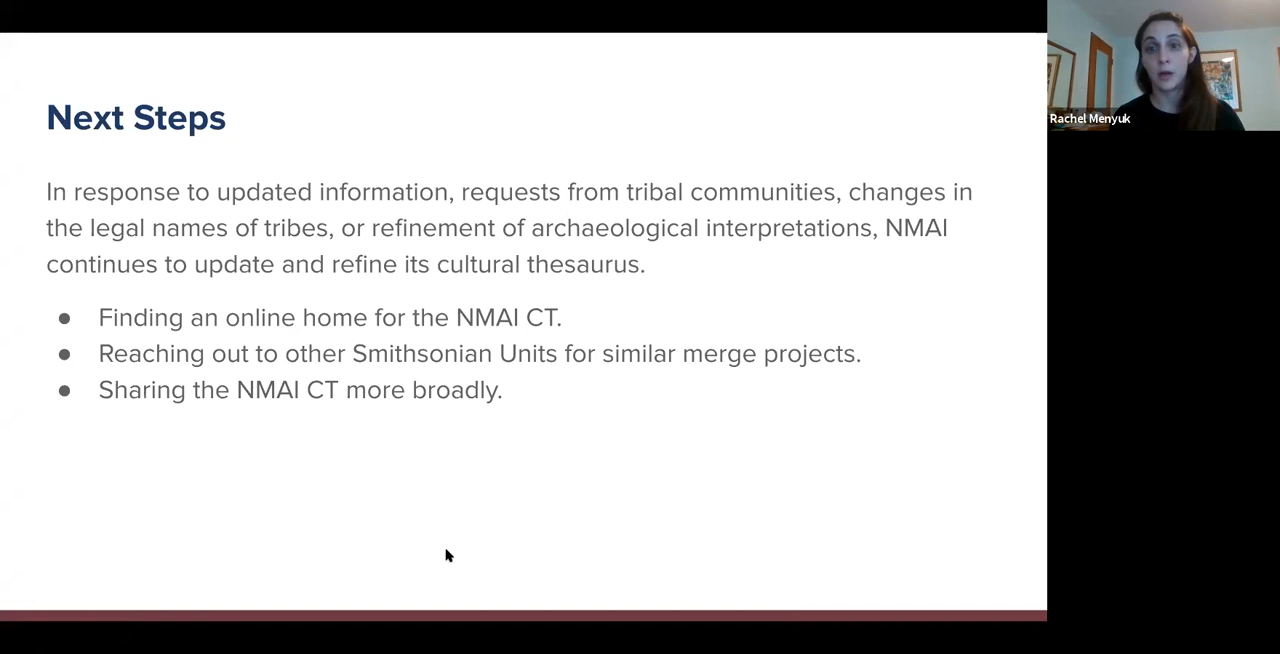 Next Steps
In response to updated information, requests from tribal communities, changes in
the legal names of tribes, or refinement of archaeological interpretations, NMAI
continues to update and refine its cultural thesaurus.
● Finding an online home for the NMAI CT.
● Reaching out to other Smithsonian Units for similar merge projects.
● Sharing the NMAI CT more broadly.
Rachel Menyuk